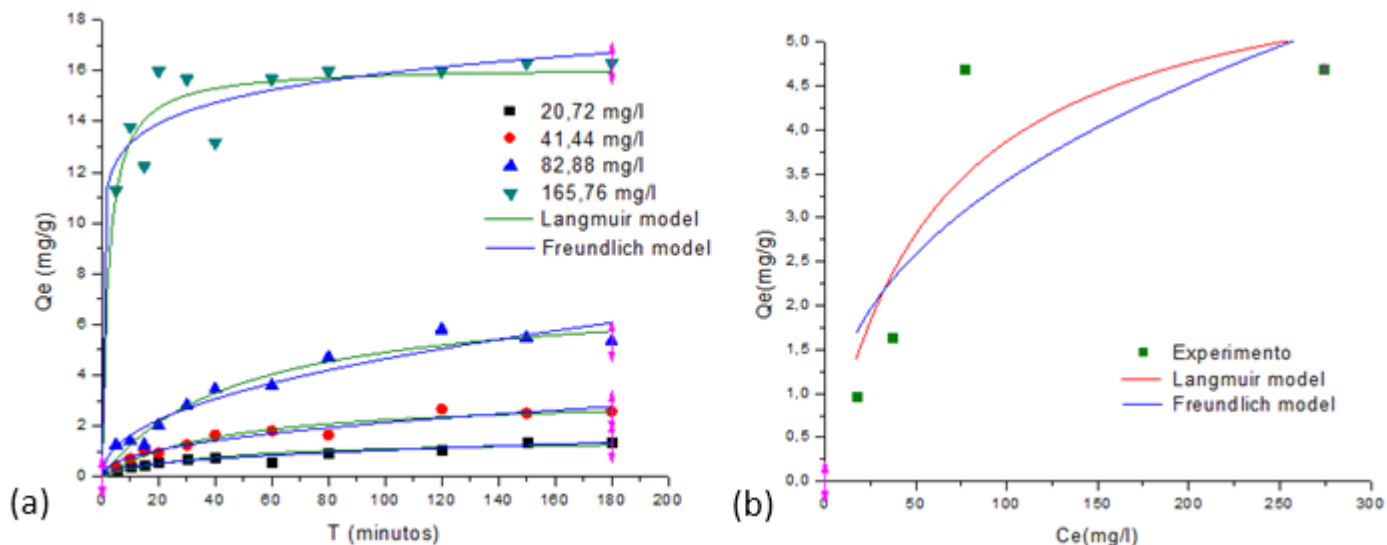 18
16
14
12
10
8
6
4
2
0
Qe (mg/g)
20,72 mg/l
41,44 mg/l
82,88 mg/l
165,76 mg/l
Langmuir model
Freundlich model
0 20 40 60 80 100 120 140 160 180 200
T (minutos)
(a)
5,0
4,5
4,0
3,5
3,0
2,5
2,0
1,5
1,0
0,5
0,0
Qe(mg/g)
Experimento
Langmuir model
Freundlich model
0 50 100 150 200 250 300
Ce(mg/l)
(b)